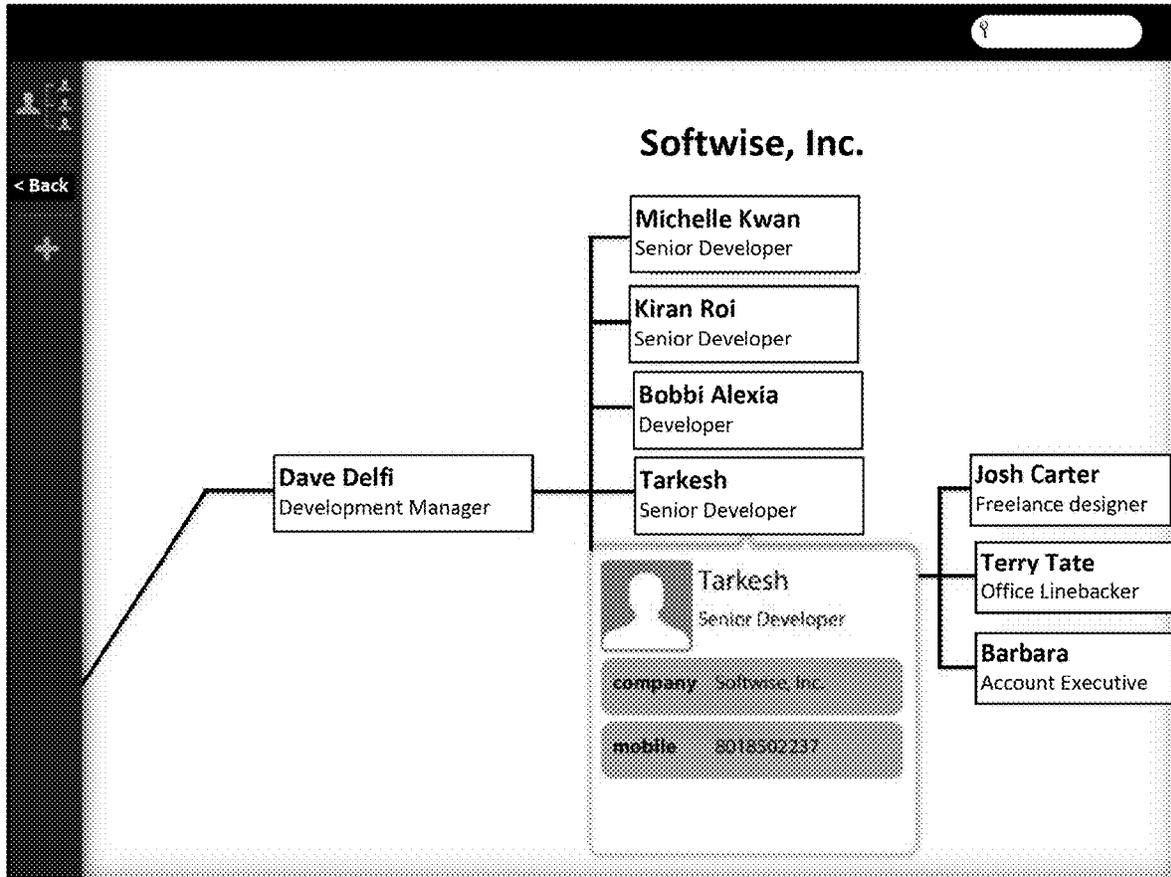 < Back
Softwise, Inc.
Michelle Kwan
Senior Developer
Kiran Roi
Senior Developer
Bobbi Alexia
Developer
Dave Delfi
Development Manager
Tarkesh
Senior Developer
Josh Carter
Freelance designer
Terry Tate
Office Linebacker
Barbara
Account Executive
Tarkesh
Senior Developer
company Softwise, Inc.
mobile 8018502237